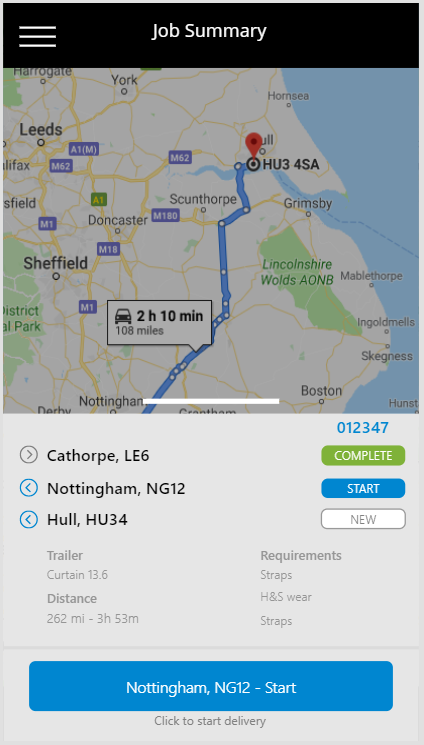 Job Summary
Harrogate
York
Hornsea
Leeds
A1(M)
M62
M62
Hull
HU3 4SA
Halifax
A1
Scunthorpe
Grimsby
M1
Doncaster
M180
M18
Sheffield
Lincolnshire
Wolds AONB
Mablethorpe
District
al Park
M1
2 h 10 min
108 miles
Ingoldmells
Skegness
Boston
Derby
Nottingham
Grantham
Hunst
012347
Cathorpe, LE6
COMPLETE
Nottingham, NG12
START
Hull, HU34
NEW
Trailer
Requirements
Curtain 13.6
Straps
Distance
H&S wear
262 mi - 3h 53m
Straps
Nottingham, NG12 - Start
Click to start delivery